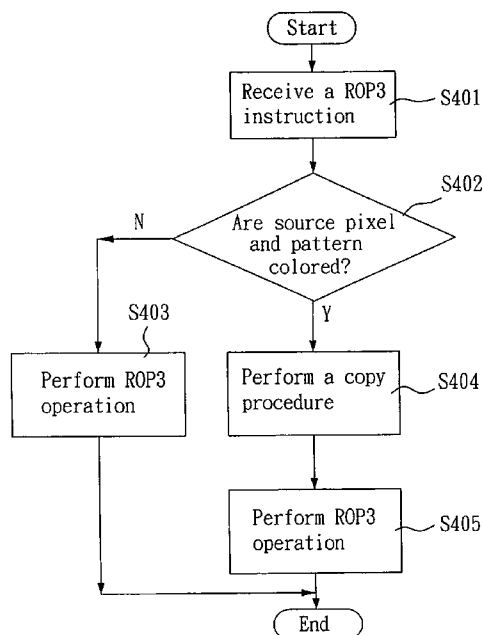 Start
Receive a ROP3
instruction
S401
S402
Are source pixel
and pattern
colored?
N
Y
S403
Perform ROP3
operation
Perform a copy
procedure
S404
Perform ROP3
operation
S405
End